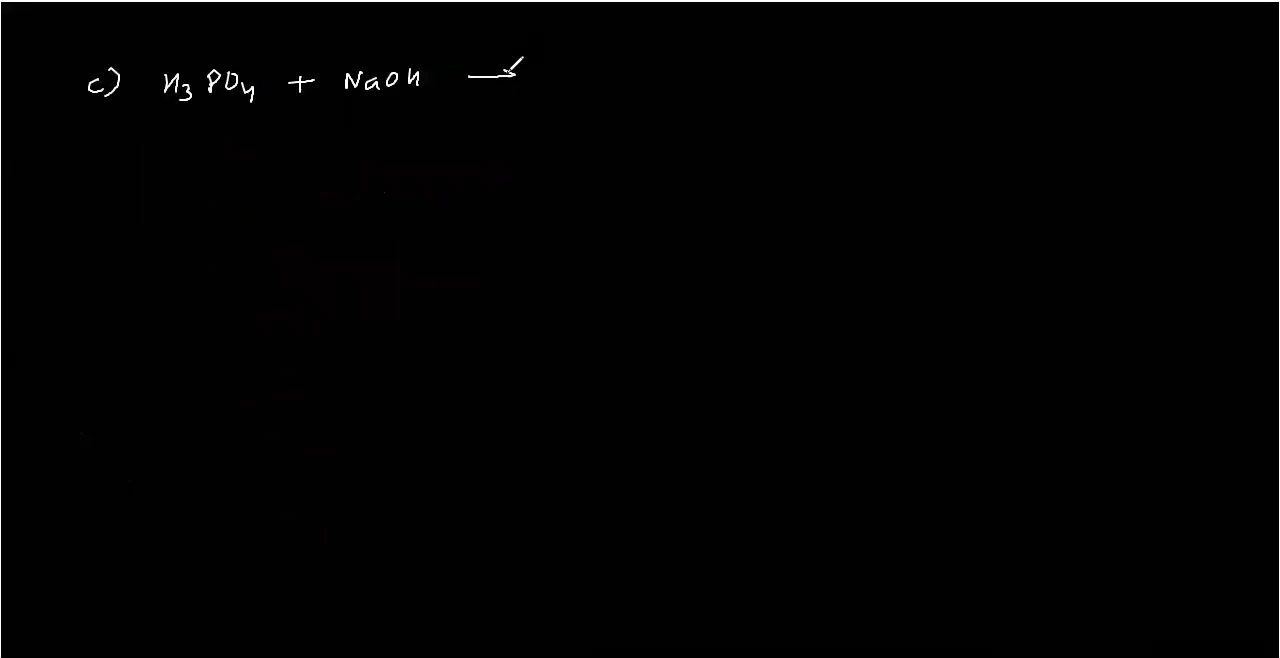 c) H₃PO₄ + NaOH →